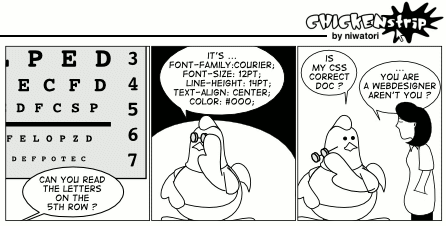 CHICKENstrip
by niwatori
L P E D 3
E C F D 4
D F C S P 5
F E L O P Z D 6
D E F P O T E C 7
CAN YOU READ
THE LETTERS
ON THE
5TH ROW ?
IT'S ...
FONT-FAMILY:COURIER;
FONT-SIZE: 12PT;
LINE-HEIGHT: 14PT;
TEXT-ALIGN: CENTER;
COLOR: #000;
IS
MY CSS
CORRECT
DOC ?
...
YOU ARE
A WEBDESIGNER
AREN'T YOU ?